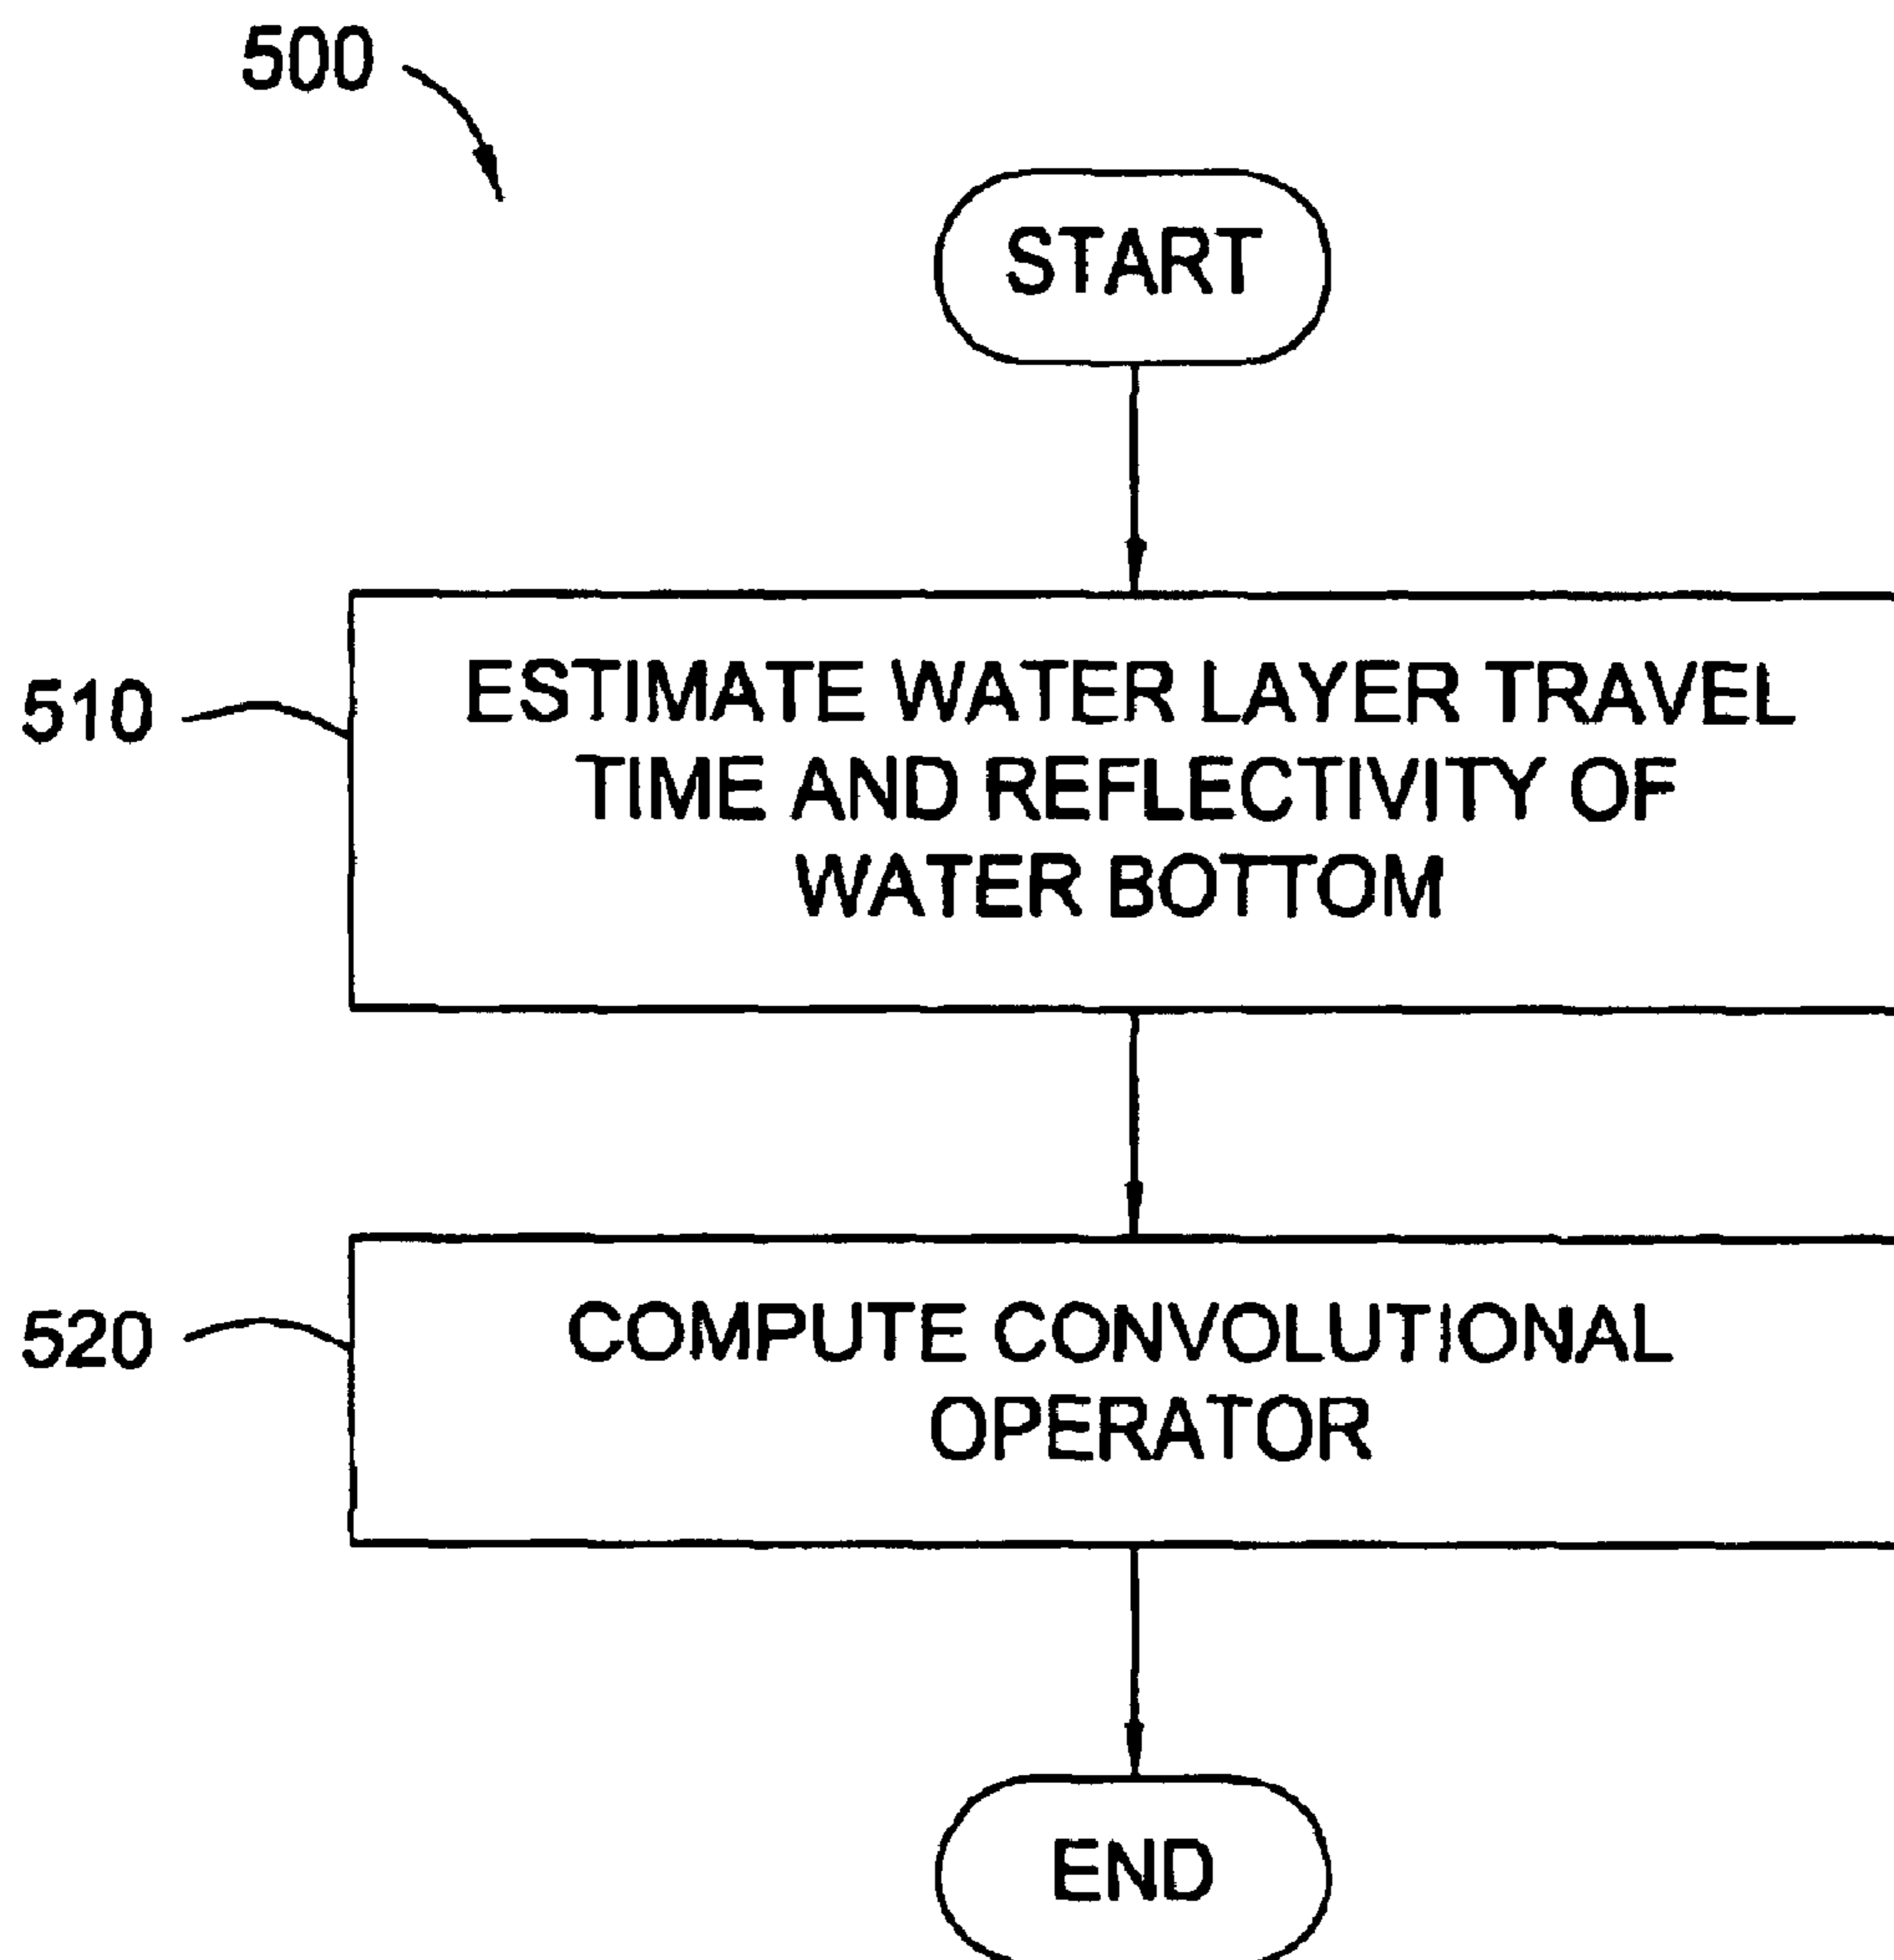 500
START
510
ESTIMATE WATER LAYER TRAVEL
TIME AND REFLECTIVITY OF
WATER BOTTOM
520
COMPUTE CONVOLUTIONAL
OPERATOR
END